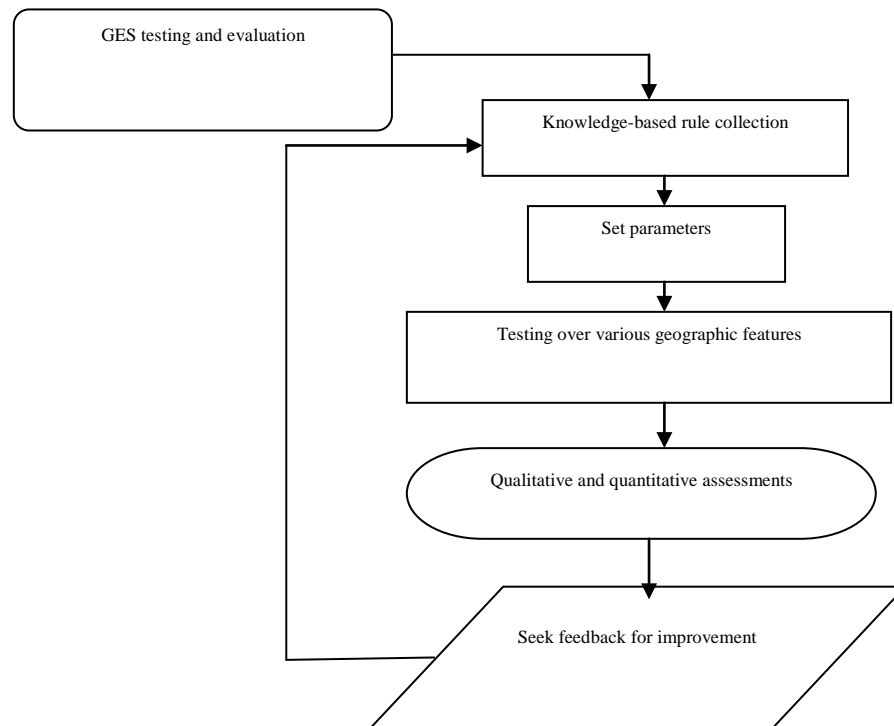 GES testing and evaluation
Knowledge-based rule collection
Set parameters
Testing over various geographic features
Qualitative and quantitative assessments
Seek feedback for improvement